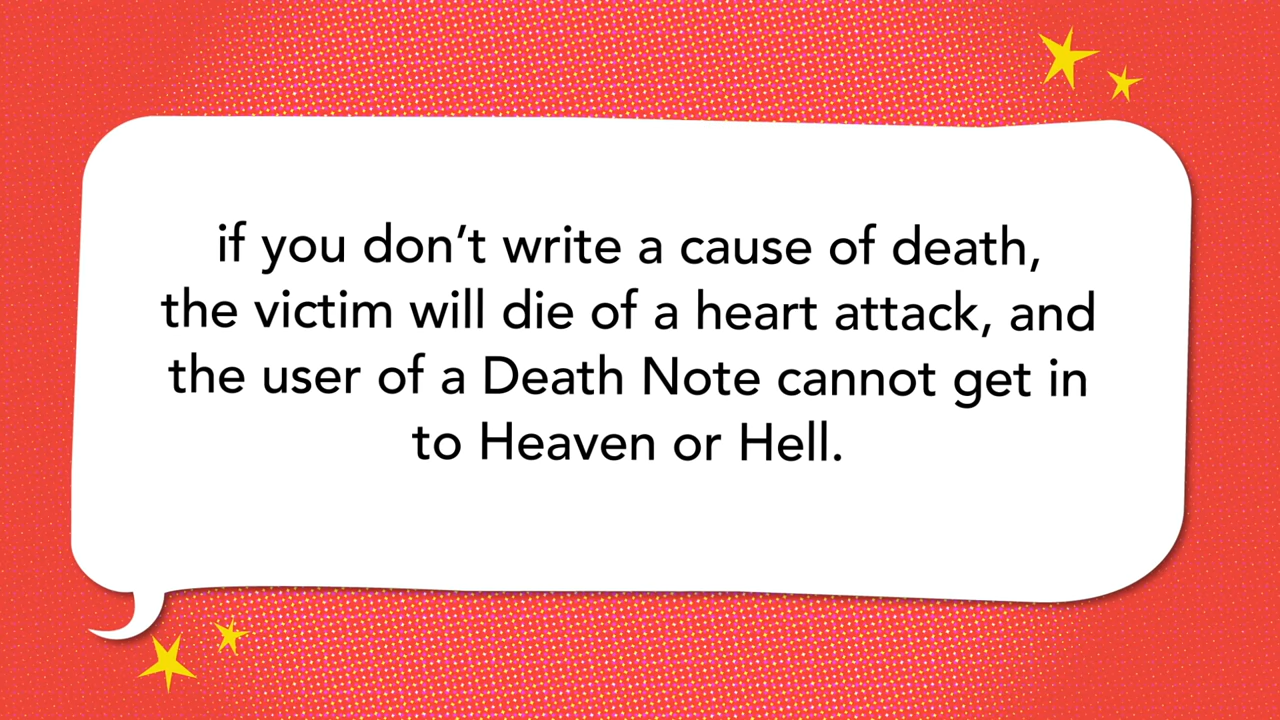 if you don’t write a cause of death,
the victim will die of a heart attack, and
the user of a Death Note cannot get in
to Heaven or Hell.